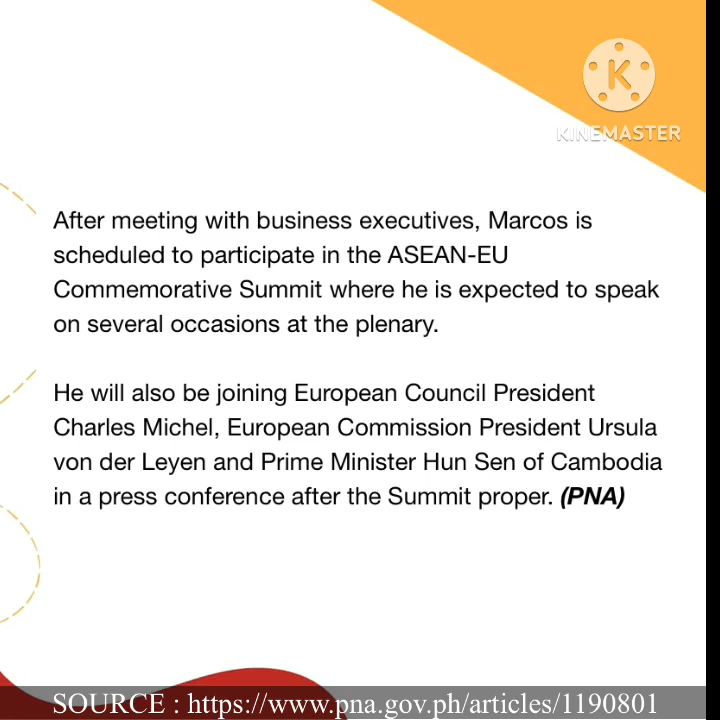 K
KINEMASTER
After meeting with business executives, Marcos is
scheduled to participate in the ASEAN-EU
Commemorative Summit where he is expected to speak
on several occasions at the plenary.
He will also be joining European Council President
Charles Michel, European Commission President Ursula
von der Leyen and Prime Minister Hun Sen of Cambodia
in a press conference after the Summit proper. (PNA)
SOURCE : https://www.pna.gov.ph/articles/1190801